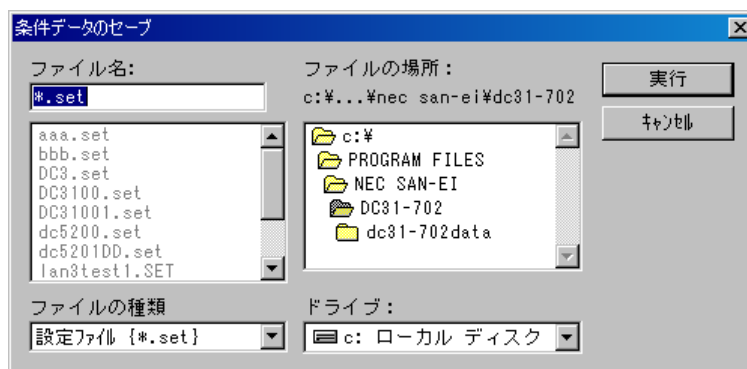 条件データのセーブ
ファイル名:
*.set
aaa.set
bbb.set
DC3.set
DC3100.set
DC31001.set
dc5200.set
dc5201DD.set
lan3test1.SET
ファイルの種類
設定ファイル {*.set}
ファイルの場所:
c:¥...¥nec san-ei¥dc31-702
c:¥
PROGRAM FILES
NEC SAN-EI
DC31-702
dc31-702data
ドライブ:
c: ローカル ディスク
実行
キャンセル